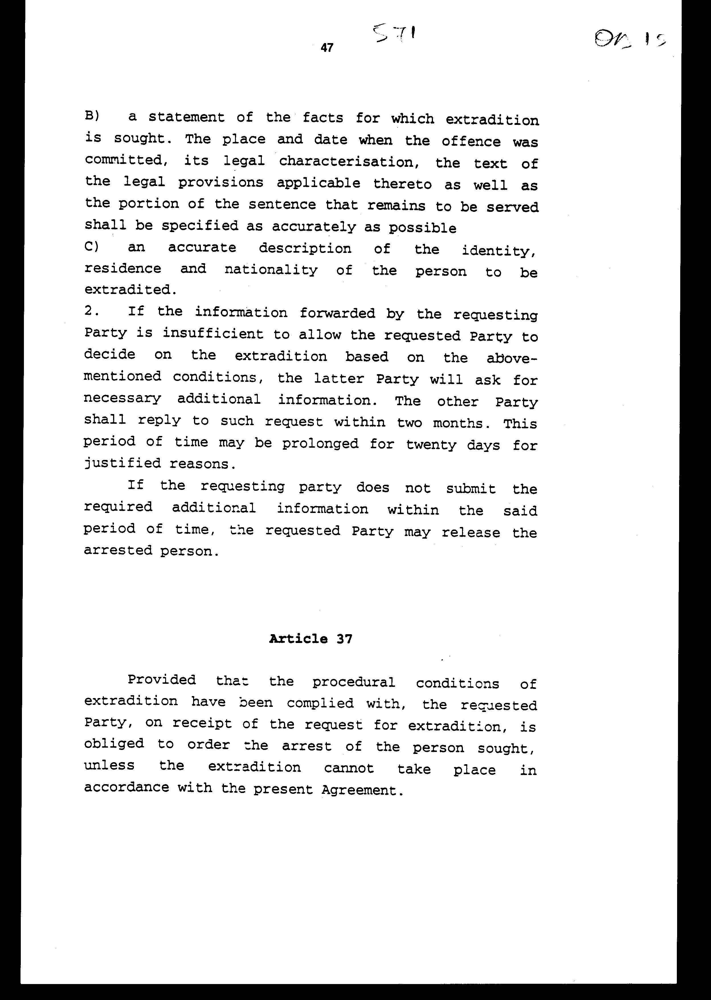 571
47
B) a statement of the facts for which extradition
is sought. The place and date when the offence was
committed, its legal characterisation, the text of
the legal provisions applicable thereto as well as
the portion of the sentence that remains to be served
shall be specified as accurately as possible
C) an accurate description of the identity,
residence and nationality of the person to be
extradited.
2. If the information forwarded by the requesting
Party is insufficient to allow the requested Party to
decide on the extradition based on the above-
mentioned conditions, the latter Party will ask for
necessary additional information. The other Party
shall reply to such request within two months. This
period of time may be prolonged for twenty days for
justified reasons.
If the requesting party does not submit the
required additional information within the said
period of time, the requested Party may release the
arrested person.
Article 37
Provided that the procedural conditions of
extradition have been complied with, the requested
Party, on receipt of the request for extradition, is
obliged to order the arrest of the person sought,
unless the extradition cannot take place in
accordance with the present Agreement.